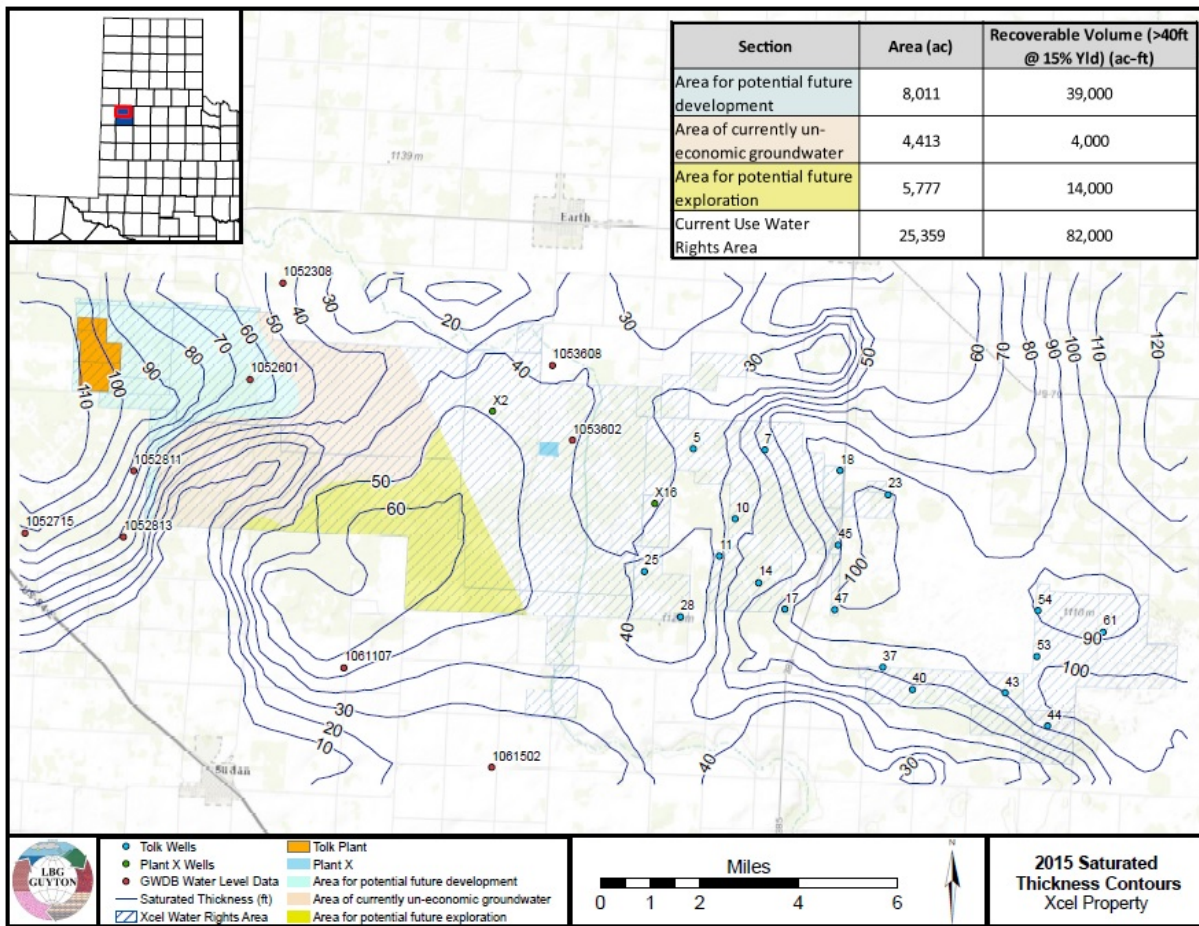 Section
Area (ac)
Recoverable Volume (>40ft
@ 15% Yld) (ac-ft)
Area for potential future
development
8,011
39,000
Area of currently un-
economic groundwater
4,413
4,000
Area for potential future
exploration
5,777
14,000
Current Use Water
Rights Area
25,359
82,000
1139 m
Earth
1052308
50
40
30
20
30
40
30
50
60
70
80
90
100
110
120
60
70
80
90
100
110
1052601
1053608
X2
1053602
5
7
18
23
1052811
50
60
X16
10
1052715
1052813
11
45
100
25
14
17
47
28
40
54
1110 m
61
90
53
100
1061107
37
40
43
44
30
20
10
1061502
40
30
Sudan
LBG
GUYTON
Tolk Wells
Plant X Wells
GWDB Water Level Data
Saturated Thickness (ft)
Xcel Water Rights Area
Tolk Plant
Plant X
Area for potential future development
Area of currently un-economic groundwater
Area for potential future exploration
Miles
0 1 2 4 6
N
2015 Saturated
Thickness Contours
Xcel Property